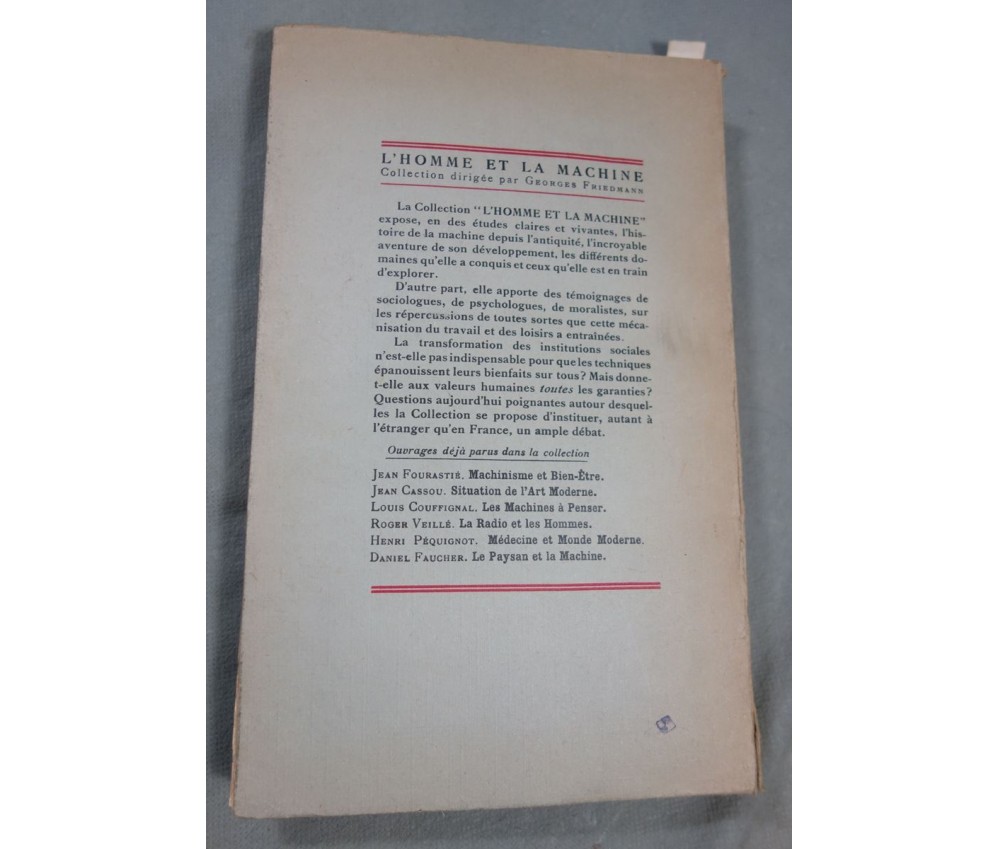 L'HOMME ET LA MACHINE
Collection dirigée par GEORGES FRIEDMANN
La Collection "L'HOMME ET LA MACHINE"
expose, en des études claires et vivantes, l'his-
toire de la machine depuis l'antiquité, l'incroyable
aventure de son développement, les différents do-
maines qu'elle a conquis et ceux qu'elle est en train
d'explorer.
D'autre part, elle apporte des témoignages de
sociologues, de psychologues, de moralistes, sur
les répercussions de toutes sortes que cette méca-
nisation du travail et des loisirs a entraînées.
La transformation des institutions sociales
n'est-elle pas indispensable pour que les techniques
épanouissent leurs bienfaits sur tous? Mais donne-
t-elle aux valeurs humaines toutes les garanties?
Questions aujourd'hui poignantes autour desquel-
les la Collection se propose d'instituer, autant à
l'étranger qu'en France, un ample débat.
Ouvrages déjà parus dans la collection
JEAN FOURASTIÉ. Machinisme et Bien-Être.
JEAN CASSOU. Situation de l'Art Moderne.
LOUIS COUFFIGNAL. Les Machines à Penser.
ROGER VEILLÉ. La Radio et les Hommes.
HENRI PÉQUIGNOT. Médecine et Monde Moderne.
DANIEL FAUCHER. Le Paysan et la Machine.